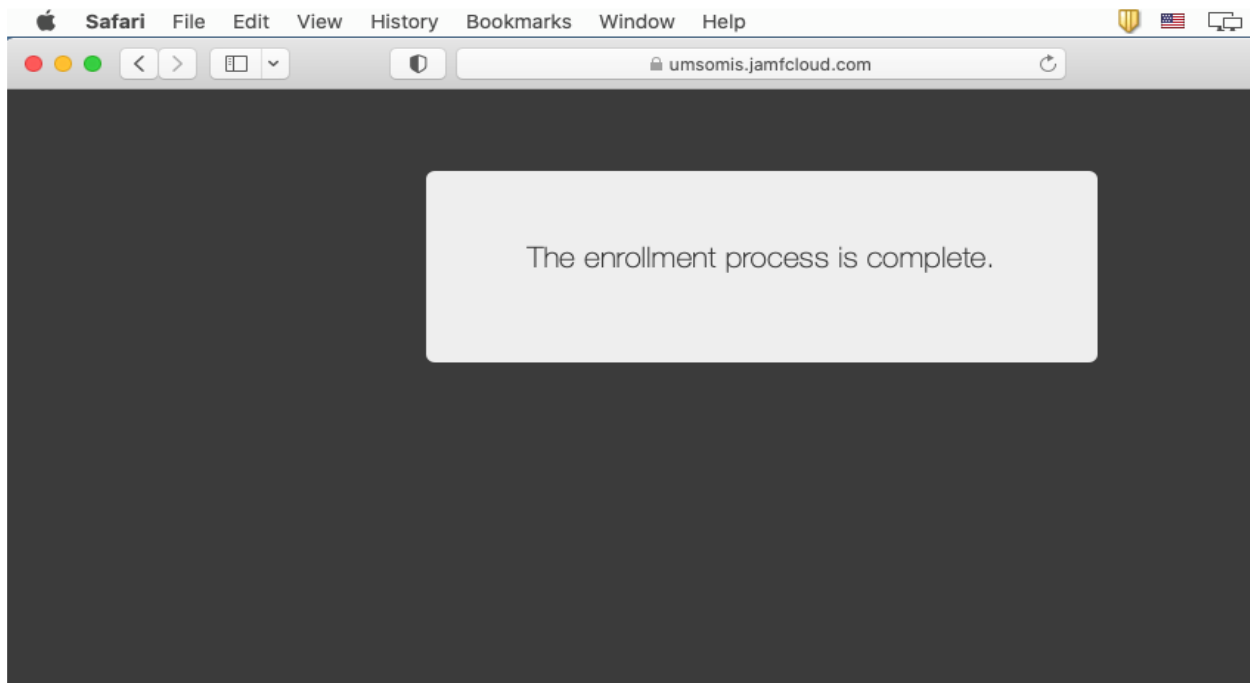 Safari File Edit View History Bookmarks Window Help
umsomis.jamfcloud.com
The enrollment process is complete.